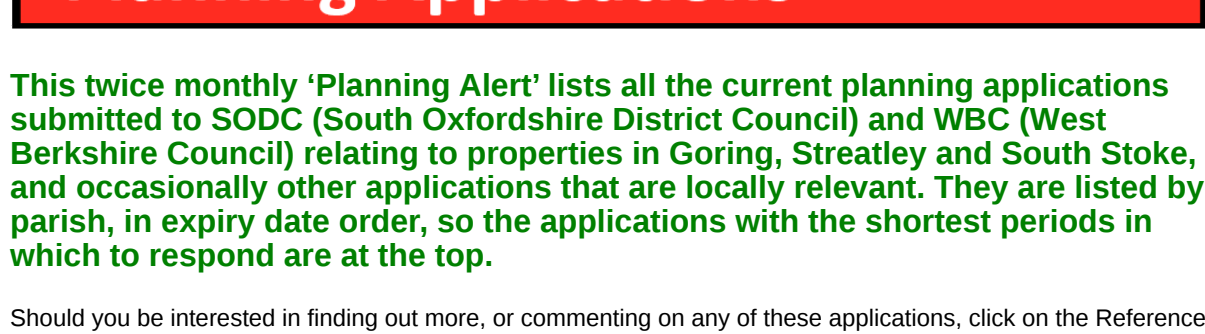 Planning Applications
This twice monthly ‘Planning Alert’ lists all the current planning applications
submitted to SODC (South Oxfordshire District Council) and WBC (West
Berkshire Council) relating to properties in Goring, Streatley and South Stoke,
and occasionally other applications that are locally relevant. They are listed by
parish, in expiry date order, so the applications with the shortest periods in
which to respond are at the top.
Should you be interested in finding out more, or commenting on any of these applications, click on the Reference